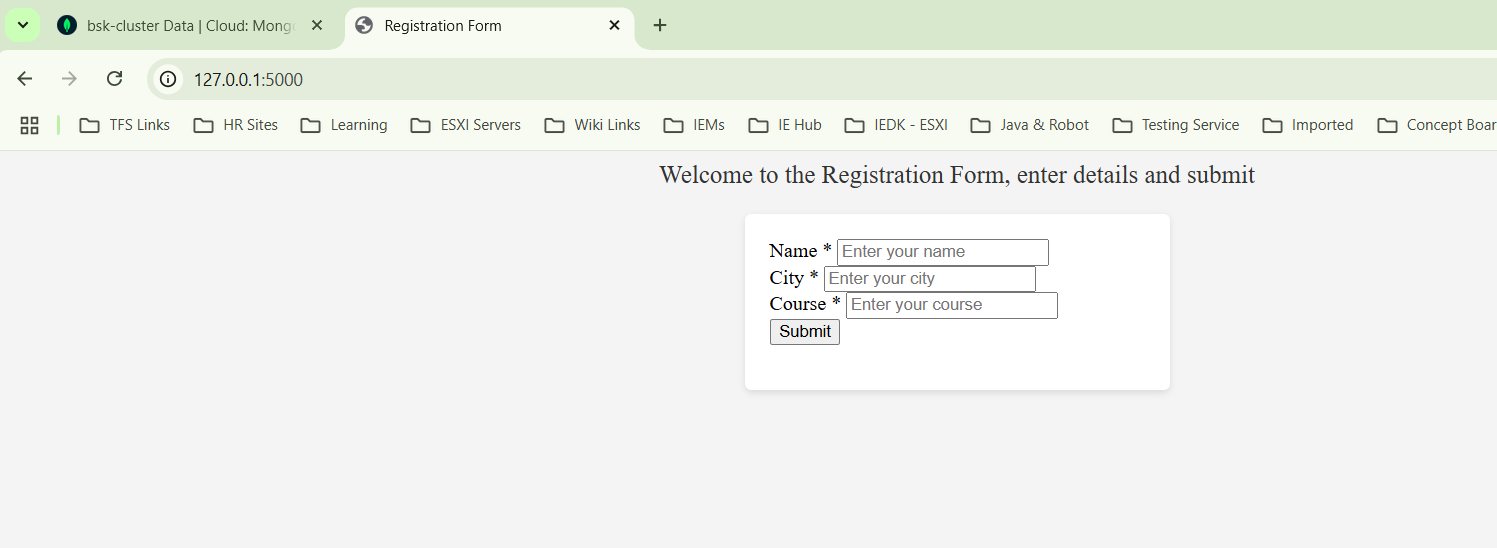 bsk-cluster Data | Cloud: Mong
Registration Form
127.0.0.1:5000
TFS Links HR Sites Learning ESXI Servers Wiki Links IEMs IE Hub IEDK - ESXI Java & Robot Testing Service Imported Concept Boar
Welcome to the Registration Form, enter details and submit
Name * Enter your name
City * Enter your city
Course * Enter your course
Submit